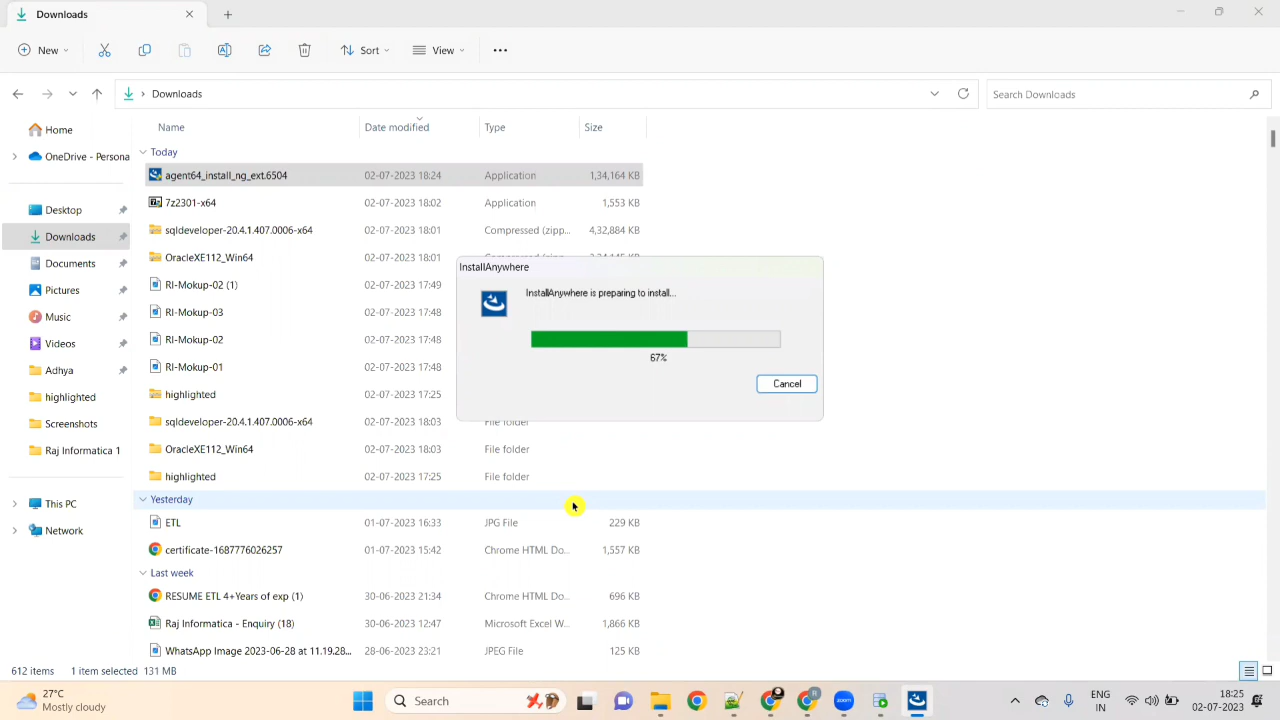 Downloads
New
Sort
View
Downloads
Search Downloads
Name Date modified Type Size
Home
OneDrive - Persona
Desktop
Downloads
Documents
Pictures
Music
Videos
Adhya
highlighted
Screenshots
Raj Informatica 1
This PC
Network
Today
agent64_install_ng_ext.6504 02-07-2023 18:24 Application 1,34,164 KB
7z2301-x64 02-07-2023 18:02 Application 1,553 KB
sqldeveloper-20.4.1.407.0006-x64 02-07-2023 18:01 Compressed (zipp... 4,32,884 KB
OracleXE112_Win64 02-07-2023 18:01
RI-Mokup-02 (1) 02-07-2023 17:49
RI-Mokup-03 02-07-2023 17:48
RI-Mokup-02 02-07-2023 17:48
RI-Mokup-01 02-07-2023 17:48
highlighted 02-07-2023 17:25
sqldeveloper-20.4.1.407.0006-x64 02-07-2023 18:03 File folder
OracleXE112_Win64 02-07-2023 18:03 File folder
highlighted 02-07-2023 17:25 File folder
Yesterday
ETL 01-07-2023 16:33 JPG File 229 KB
certificate-1687776026257 01-07-2023 15:42 Chrome HTML Do... 1,557 KB
Last week
RESUME ETL 4+Years of exp (1) 30-06-2023 21:34 Chrome HTML Do... 696 KB
Raj Informatica - Enquiry (18) 30-06-2023 12:47 Microsoft Excel W... 1,866 KB
WhatsApp Image 2023-06-28 at 11.19.28... 28-06-2023 23:21 JPEG File 125 KB
InstallAnywhere
InstallAnywhere is preparing to install...
67%
Cancel
612 items 1 item selected 131 MB
27°C
Mostly cloudy
Search
zoom
ENG
IN
18:25
02-07-2023